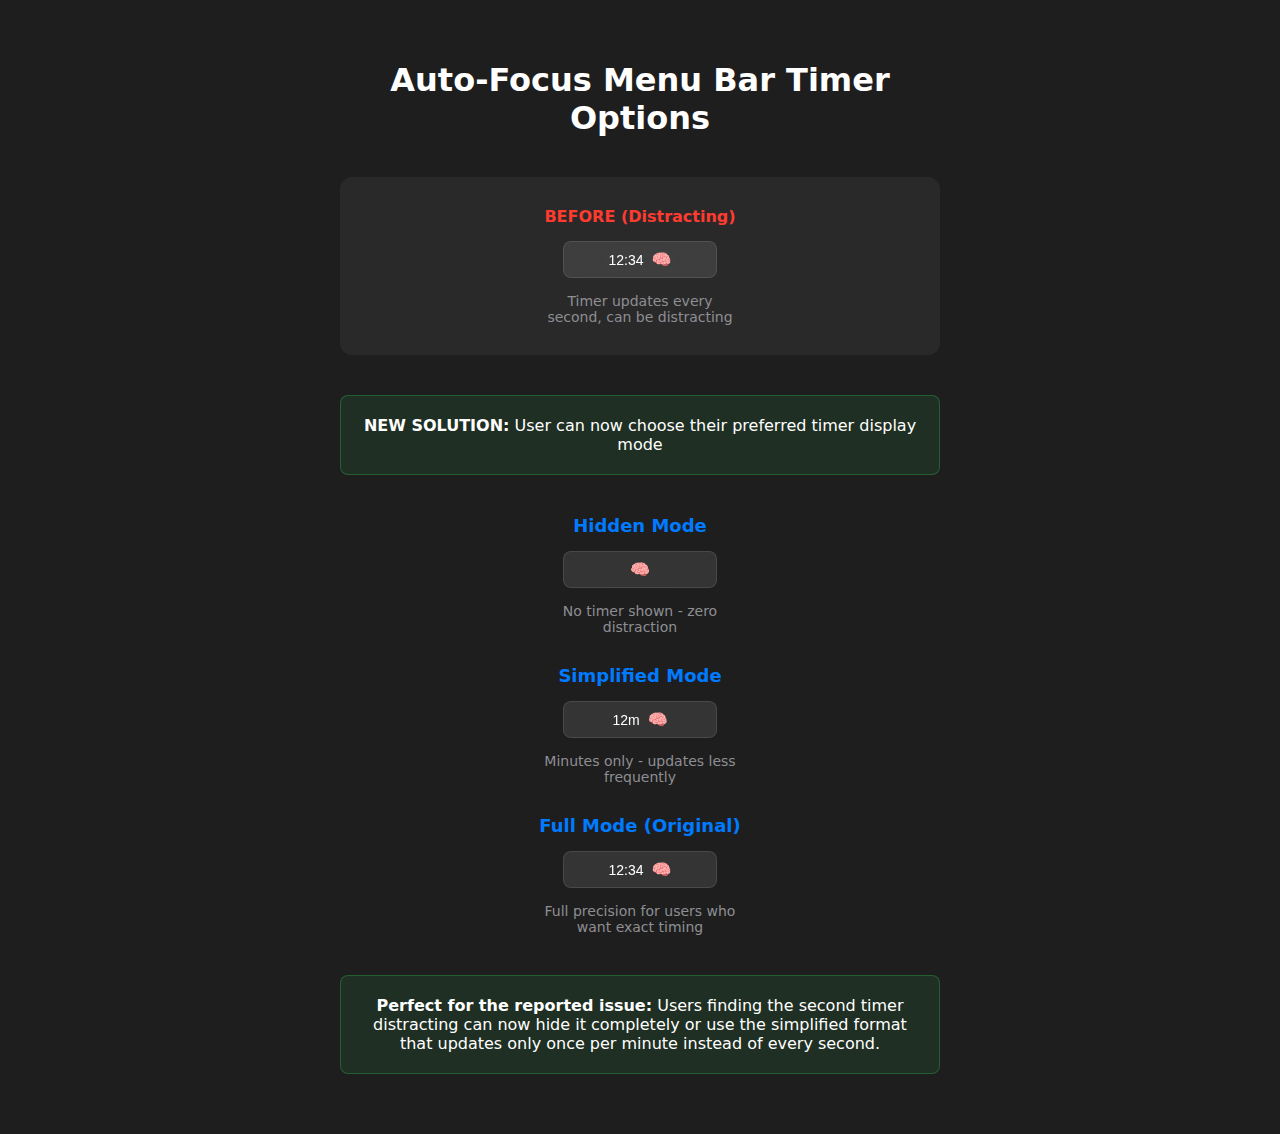 Auto-Focus Menu Bar Timer
Options
BEFORE (Distracting)
12:34 🧠
Timer updates every
second, can be distracting
NEW SOLUTION: User can now choose their preferred timer display
mode
Hidden Mode
🧠
No timer shown - zero
distraction
Simplified Mode
12m 🧠
Minutes only - updates less
frequently
Full Mode (Original)
12:34 🧠
Full precision for users who
want exact timing
Perfect for the reported issue: Users finding the second timer
distracting can now hide it completely or use the simplified format
that updates only once per minute instead of every second.